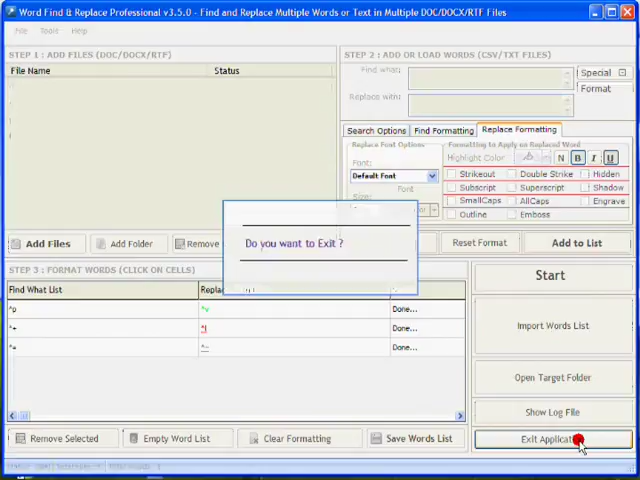 Word Find & Replace Professional v3.5.0 - Find and Replace Multiple Words or Text in Multiple DOC/DOCX/RTF Files
File Tools Help
STEP 1 : ADD FILES (DOC/DOCX/RTF)
File Name Status
Add Files Add Folder Remove
STEP 2 : ADD OR LOAD WORDS (CSV/TXT FILES)
Find what:
Special
Format
Replace with:
Search Options Find Formatting Replace Formatting
Replace Font Options
Font:
Default Font
Font
Size:
Formatting to Apply on Replaced Word
Highlight Color N B I U
Strikeout Double Strike Hidden
Subscript Superscript Shadow
SmallCaps AllCaps Engrave
Outline Emboss
Reset Format Add to List
Do you want to Exit ?
STEP 3 : FORMAT WORDS (CLICK ON CELLS)
Find What List
^p ^v Done...
^+ ^l Done...
^= Done...
Remove Selected Empty Word List Clear Formatting Save Words List
Start
Import Words List
Open Target Folder
Show Log File
Exit